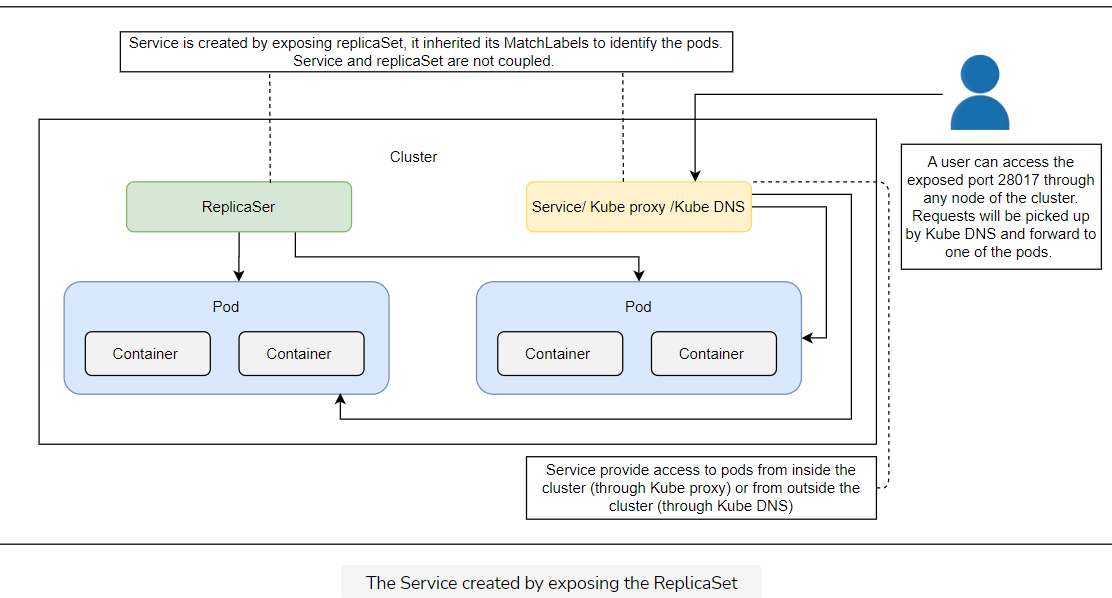 Service is created by exposing replicaSet, it inherited its MatchLabels to identify the pods.
Service and replicaSet are not coupled.
Cluster
ReplicaSer
Service/ Kube proxy /Kube DNS
A user can access the
exposed port 28017 through
any node of the cluster.
Requests will be picked up
by Kube DNS and forward to
one of the pods.
Pod
Container
Container
Pod
Container
Container
Service provide access to pods from inside the
cluster (through Kube proxy) or from outside the
cluster (through Kube DNS)
The Service created by exposing the ReplicaSet